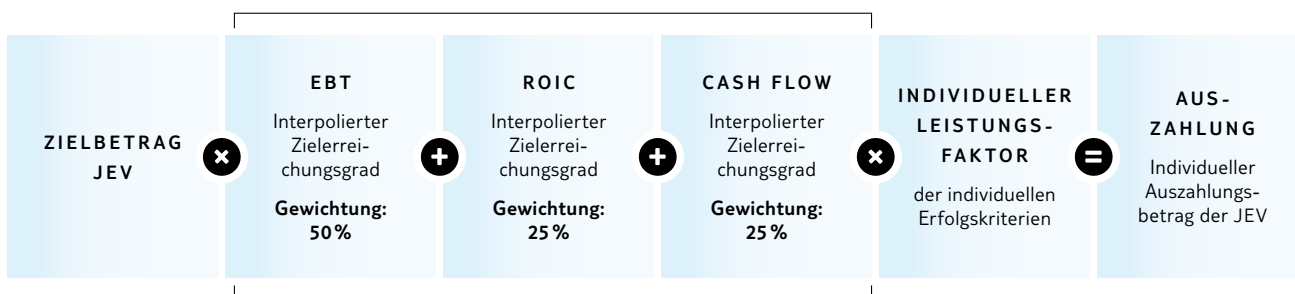 ZIELBETRAG
JEV
×
EBT
Interpolierter
Zielerrei-
chungsgrad
Gewichtung:
50 %
+
ROIC
Interpolierter
Zielerrei-
chungsgrad
Gewichtung:
25 %
+
CASH FLOW
Interpolierter
Zielerrei-
chungsgrad
Gewichtung:
25 %
×
INDIVIDUELLER
LEISTUNGS-
FAKTOR
der individuellen
Erfolgskriterien
=
AUS-
ZAHLUNG
Individueller
Auszahlungs-
betrag der JEV